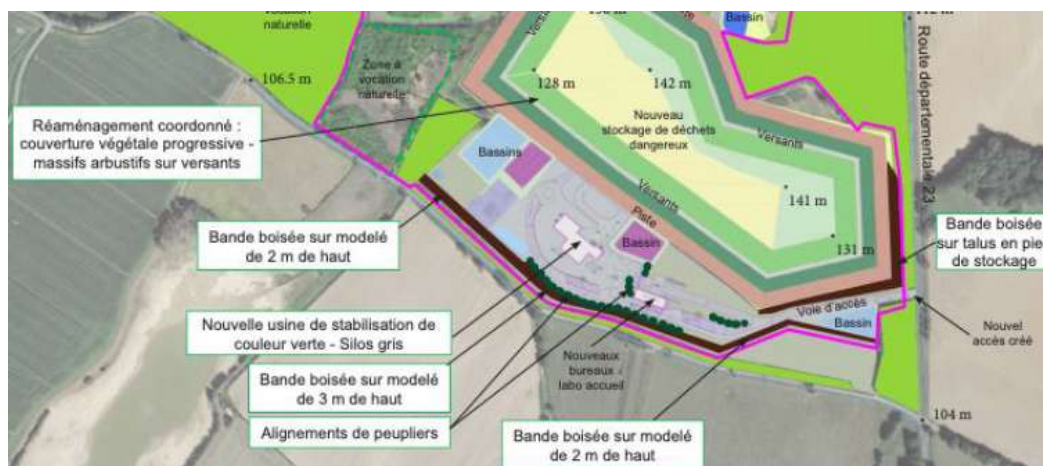 vocation
naturelle
Bassin
112 m
Route départementale 23
106.5 m
Zone à
vocation
naturelle
128 m
142 m
Versants
Nouveau
stockage de déchets
dangereux
Versants
Réaménagement coordonné :
couverture végétale progressive -
massifs arbustifs sur versants
Bassins
Versants
141 m
Piste
131 m
Bande boisée sur modelé
de 2 m de haut
Bassin
Bande boisée
sur talus en pie
de stockage
Voie d'accès
Bassin
Nouvelle usine de stabilisation de
couleur verte - Silos gris
Nouvel
accès créé
Nouveaux
bureaux -
labo accueil
Bande boisée sur modelé
de 3 m de haut
104 m
Alignements de peupliers
Bande boisée sur modelé
de 2 m de haut